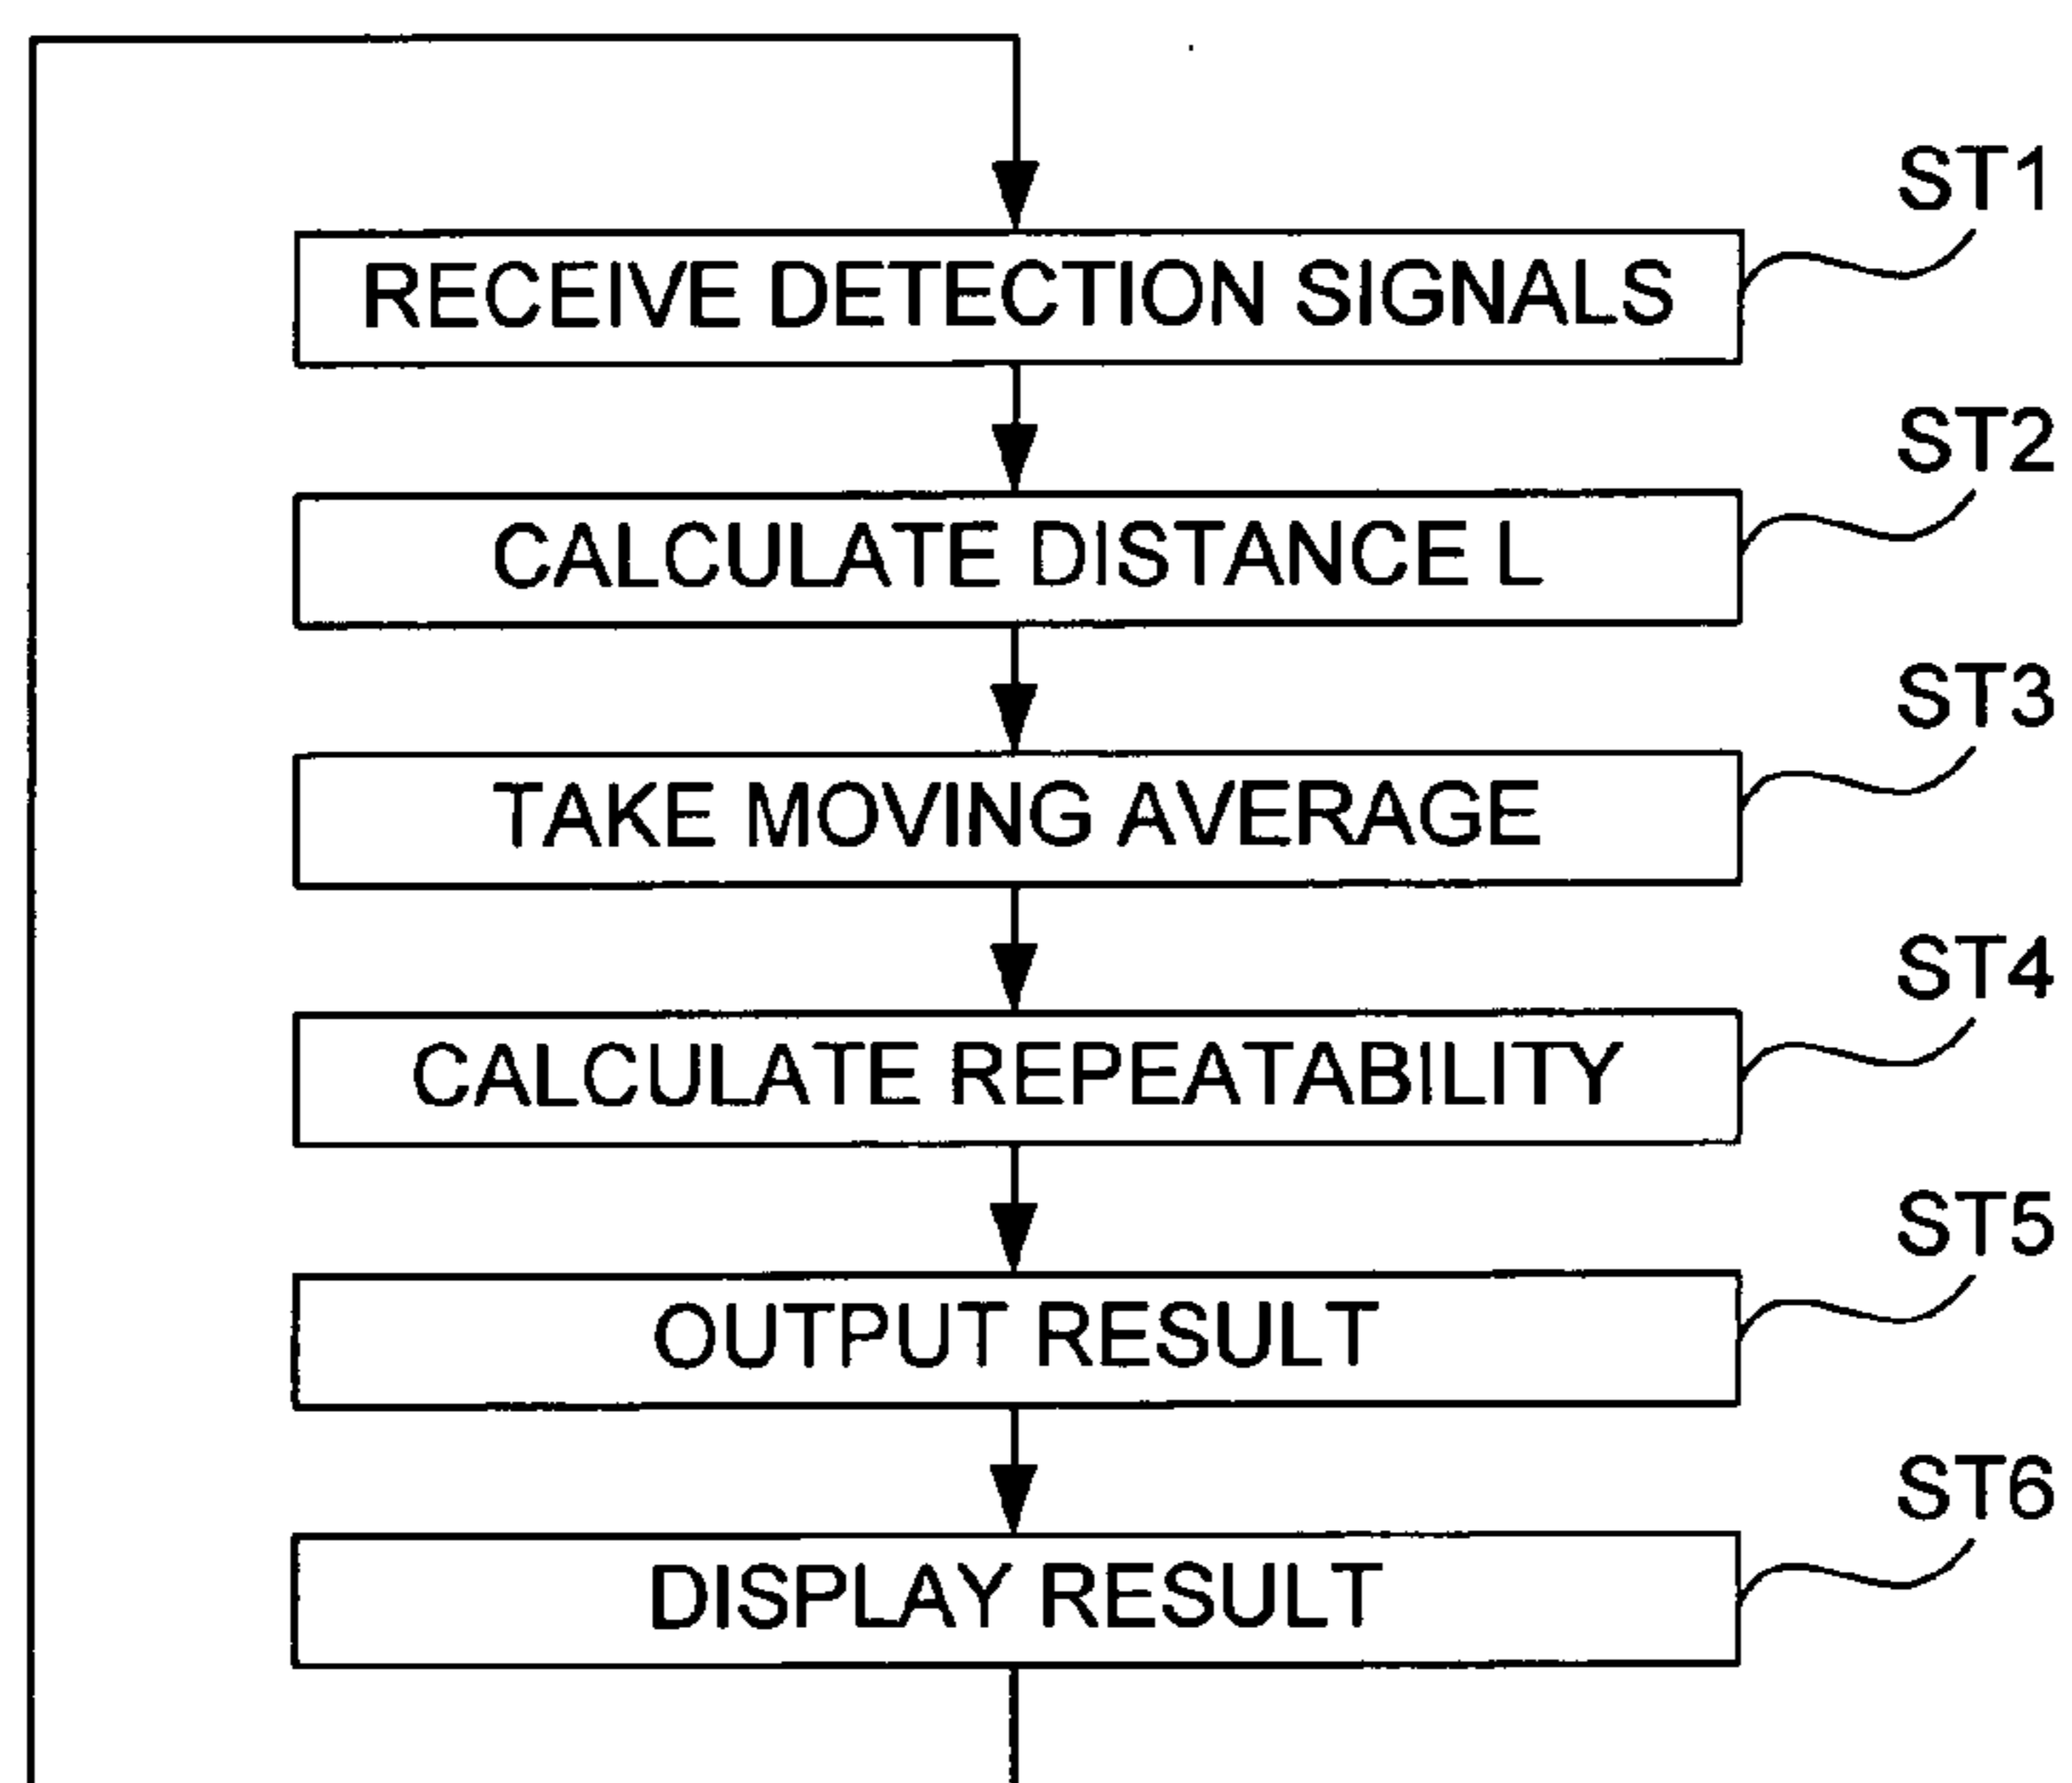 ST1
RECEIVE DETECTION SIGNALS
ST2
CALCULATE DISTANCE L
ST3
TAKE MOVING AVERAGE
ST4
CALCULATE REPEATABILITY
ST5
OUTPUT RESULT
ST6
DISPLAY RESULT